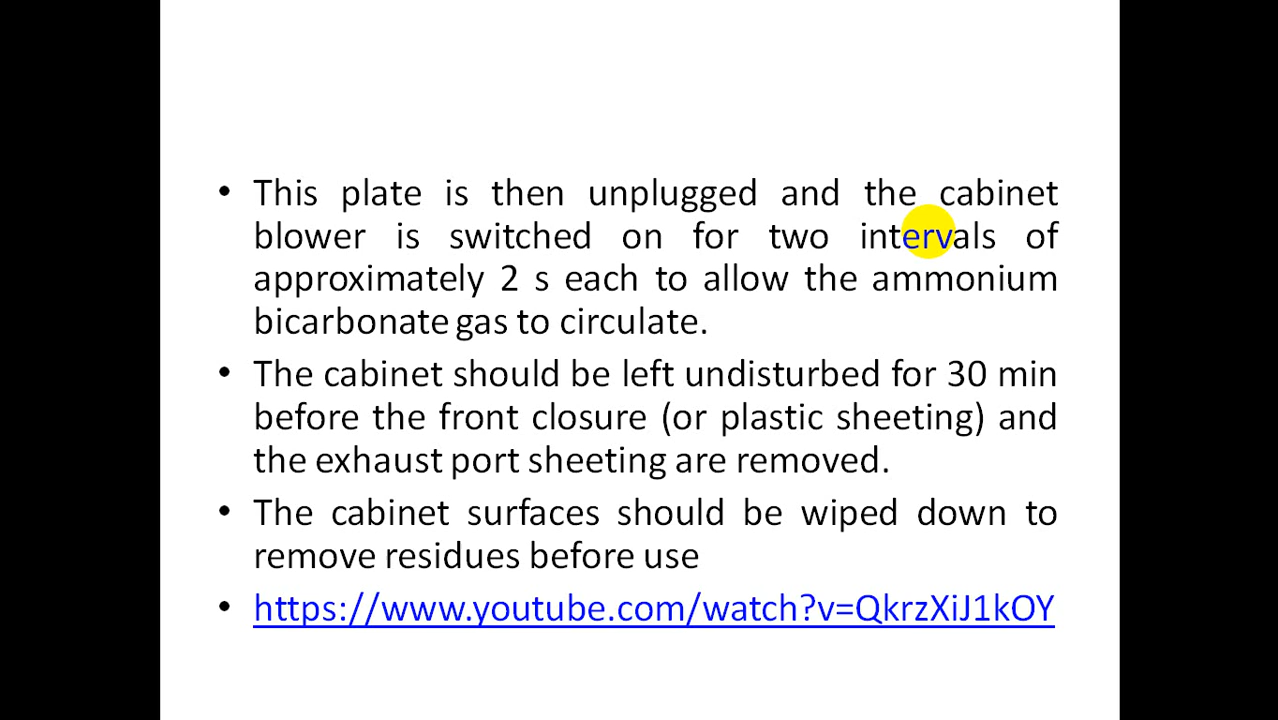 • This plate is then unplugged and the cabinet
blower is switched on for two intervals of
approximately 2 s each to allow the ammonium
bicarbonate gas to circulate.
• The cabinet should be left undisturbed for 30 min
before the front closure (or plastic sheeting) and
the exhaust port sheeting are removed.
• The cabinet surfaces should be wiped down to
remove residues before use
• https://www.youtube.com/watch?v=QkrzXiJ1kOY